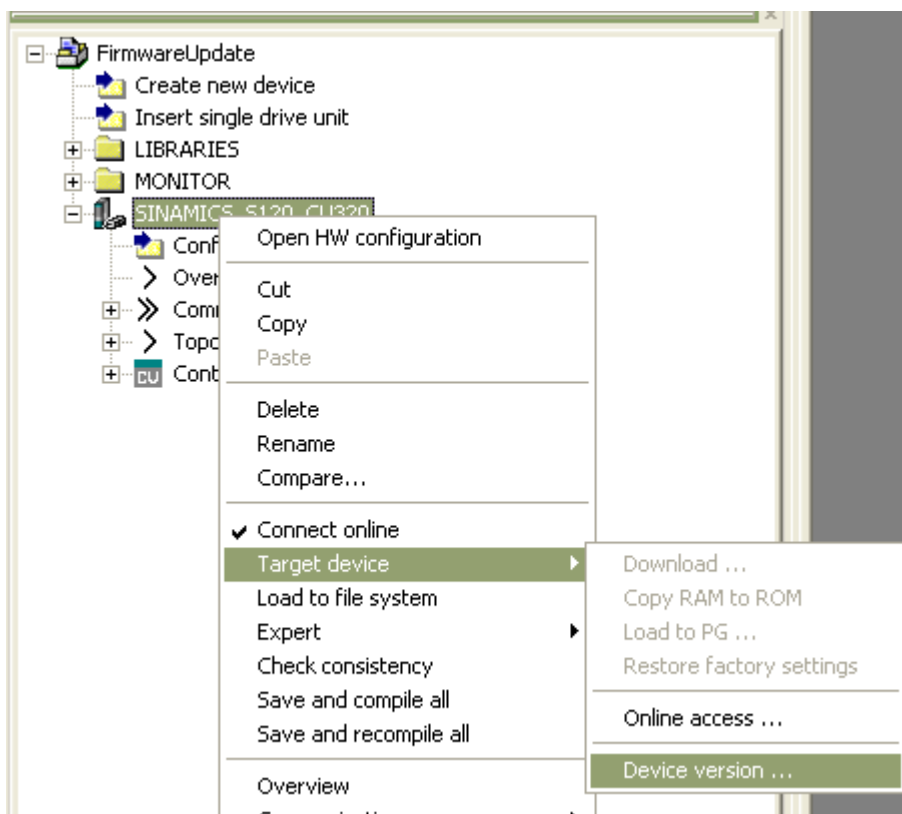 FirmwareUpdate
Create new device
Insert single drive unit
LIBRARIES
MONITOR
SINAMICS_S120_CU320
Conf
Over
Com
Topo
CU Cont
Open HW configuration
Cut
Copy
Paste
Delete
Rename
Compare...
Connect online
Target device
Load to file system
Expert
Check consistency
Save and compile all
Save and recompile all
Overview
Download ...
Copy RAM to ROM
Load to PG ...
Restore factory settings
Online access ...
Device version ...